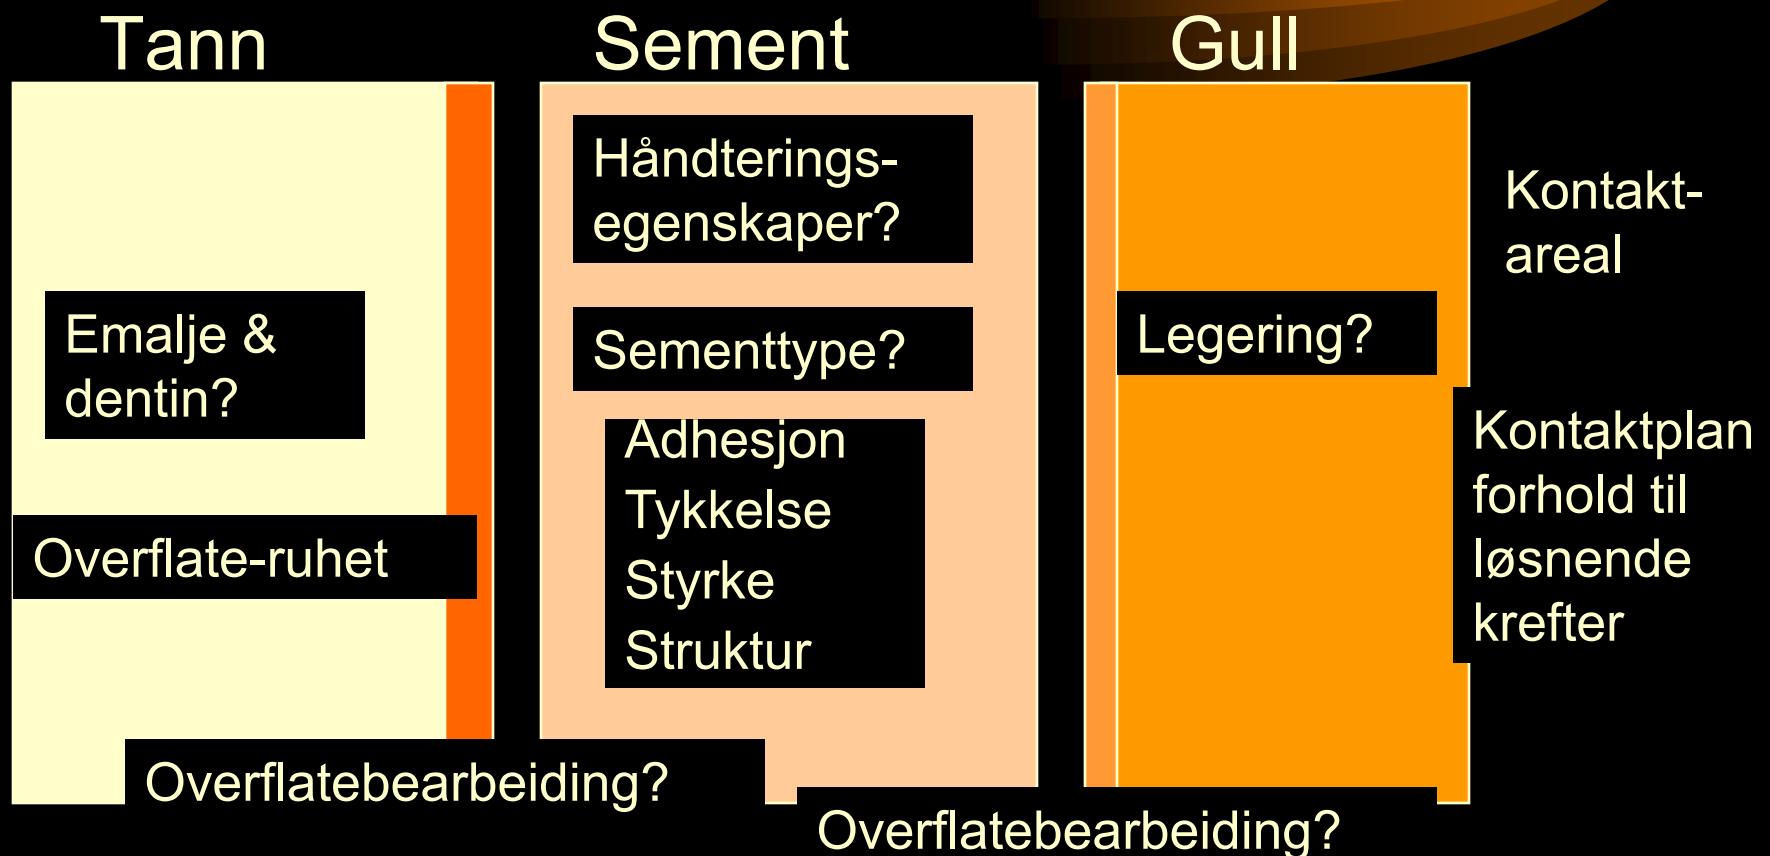 Tann
Sement
Gull
Håndterings-
egenskaper?
Kontakt-
areal
Emalje &
dentin?
Sementtype?
Legering?
Adhesjon
Tykkelse
Styrke
Struktur
Kontaktplan
forhold til
løsnende
krefter
Overflate-ruhet
Overflatebearbeiding?
Overflatebearbeiding?